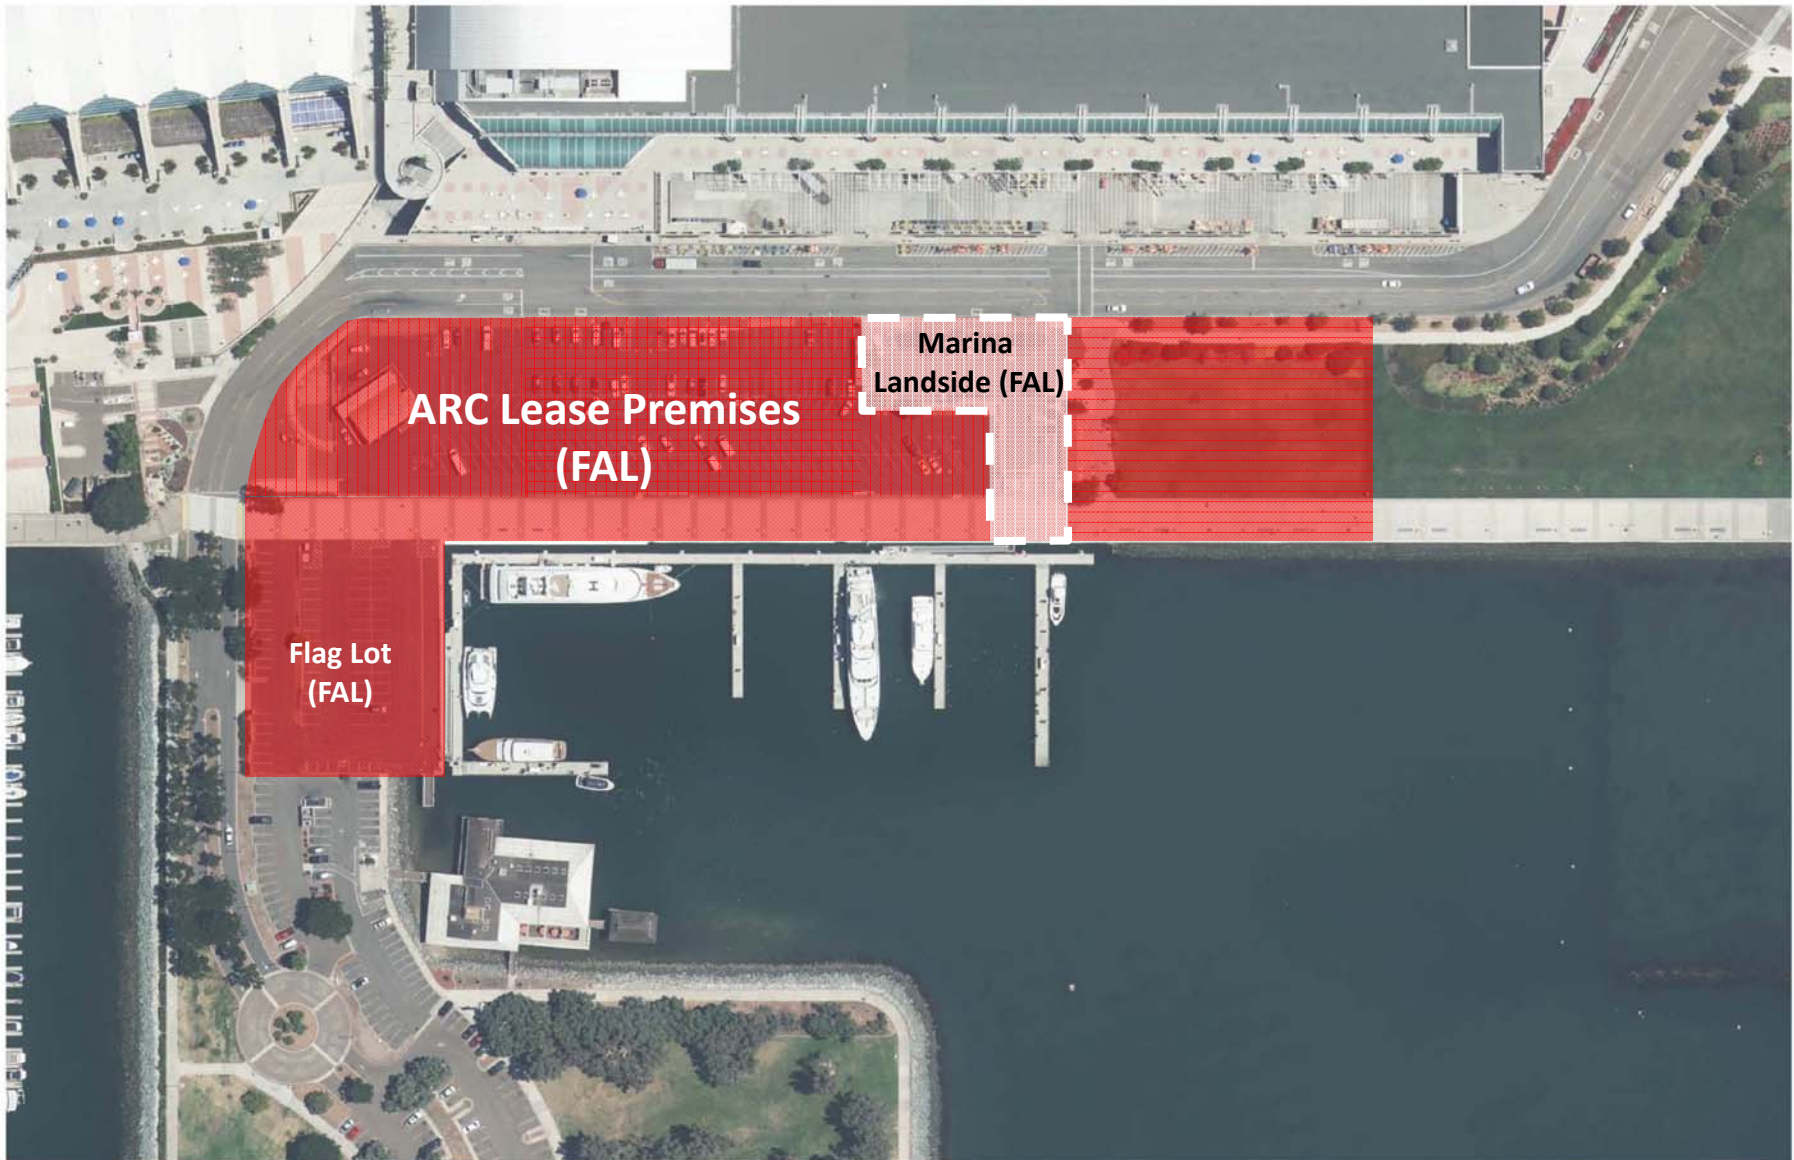 Marina
Landside (FAL)
ARC Lease Premises
(FAL)
Flag Lot
(FAL)